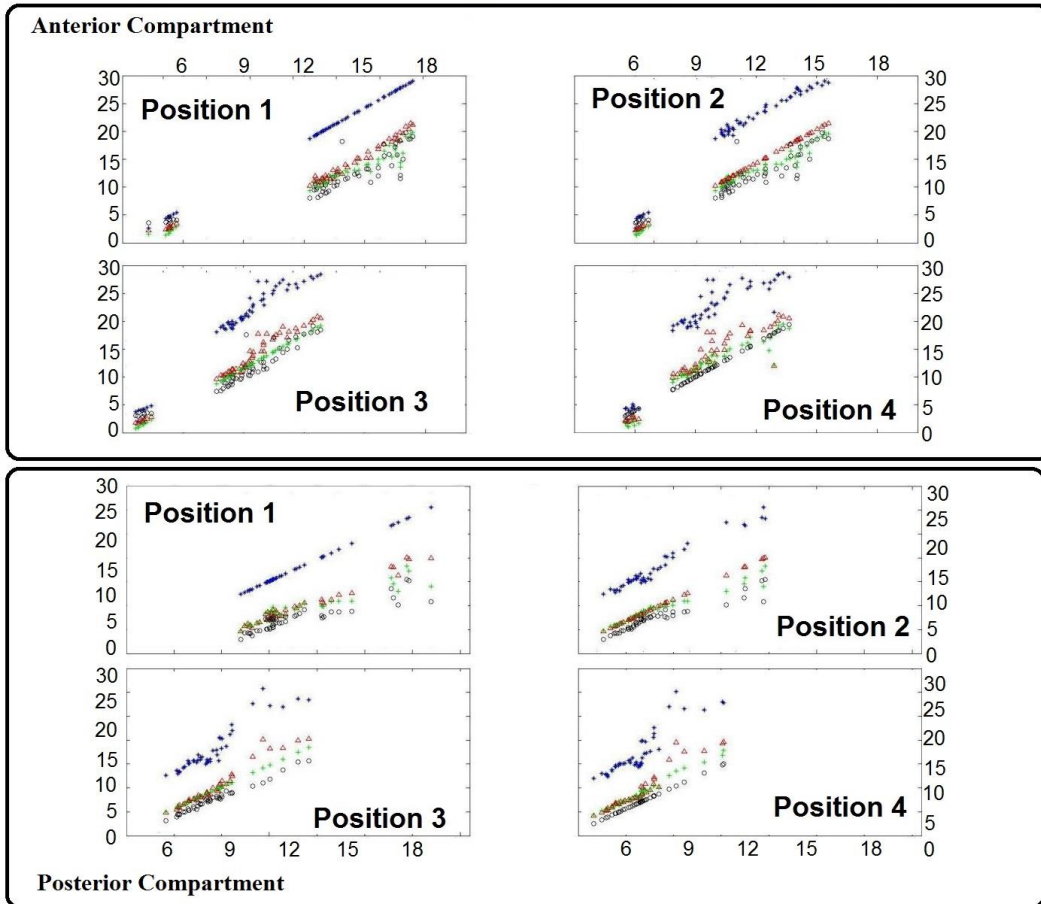 Anterior Compartment
6 9 12 15 18 6 9 12 15 18
30 30
25 Position 1 Position 2 25
20 20
15 15
10 10
5 5
0 0
30 30
25 25
20 20
15 15
10 Position 3 Position 4 10
5 5
0 0
30 30
25 Position 1 25
20 20
15 15
10 10
5 Position 2 5
0 0
30 30
25 25
20 20
15 15
10 10
5 Position 3 Position 4 5
0 0
6 9 12 15 18 6 9 12 15 18
Posterior Compartment